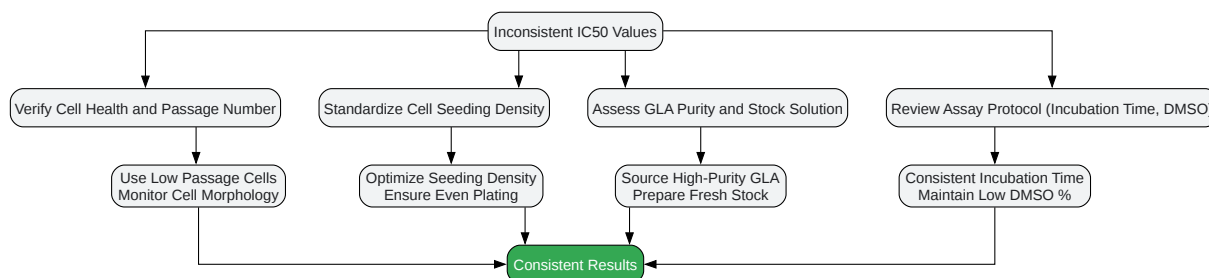 Inconsistent IC50 Values
Verify Cell Health and Passage Number
Standardize Cell Seeding Density
Assess GLA Purity and Stock Solution
Review Assay Protocol (Incubation Time, DMSO)
Use Low Passage Cells
Monitor Cell Morphology
Optimize Seeding Density
Ensure Even Plating
Source High-Purity GLA
Prepare Fresh Stock
Consistent Incubation Time
Maintain Low DMSO %
Consistent Results